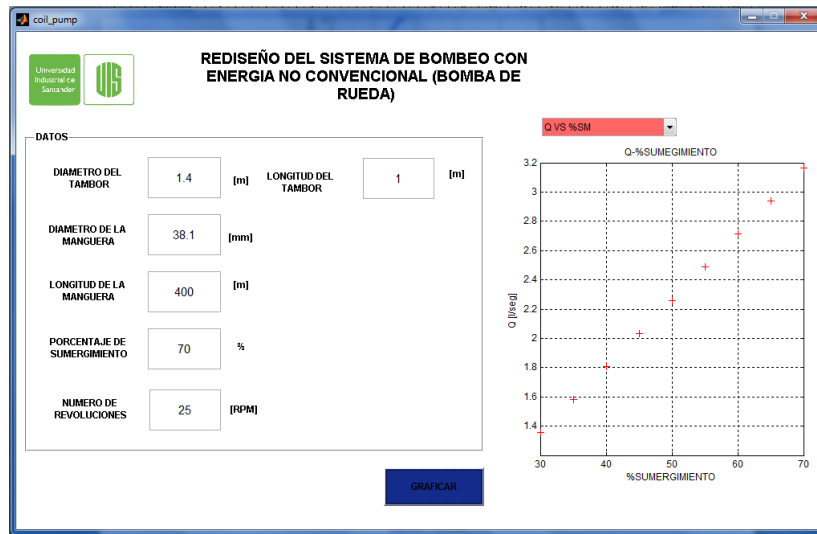 coil_pump
Universidad
Industrial de
Santander
UIS
REDISEÑO DEL SISTEMA DE BOMBEO CON
ENERGIA NO CONVENCIONAL (BOMBA DE
RUEDA)
DATOS
DIAMETRO DEL
TAMBOR
1.4
[m]
LONGITUD DEL
TAMBOR
1
[m]
DIAMETRO DE LA
MANGUERA
38.1
[mm]
LONGITUD DE LA
MANGUERA
400
[m]
PORCENTAJE DE
SUMERGIMIENTO
70
%
NUMERO DE
REVOLUCIONES
25
[RPM]
GRAFICAR
Q VS %SM
Q-%SUMEGIMIENTO
3.2
3
2.8
2.6
2.4
2.2
2
1.8
1.6
1.4
Q [l/seg]
30 40 50 60 70
%SUMERGIMIENTO